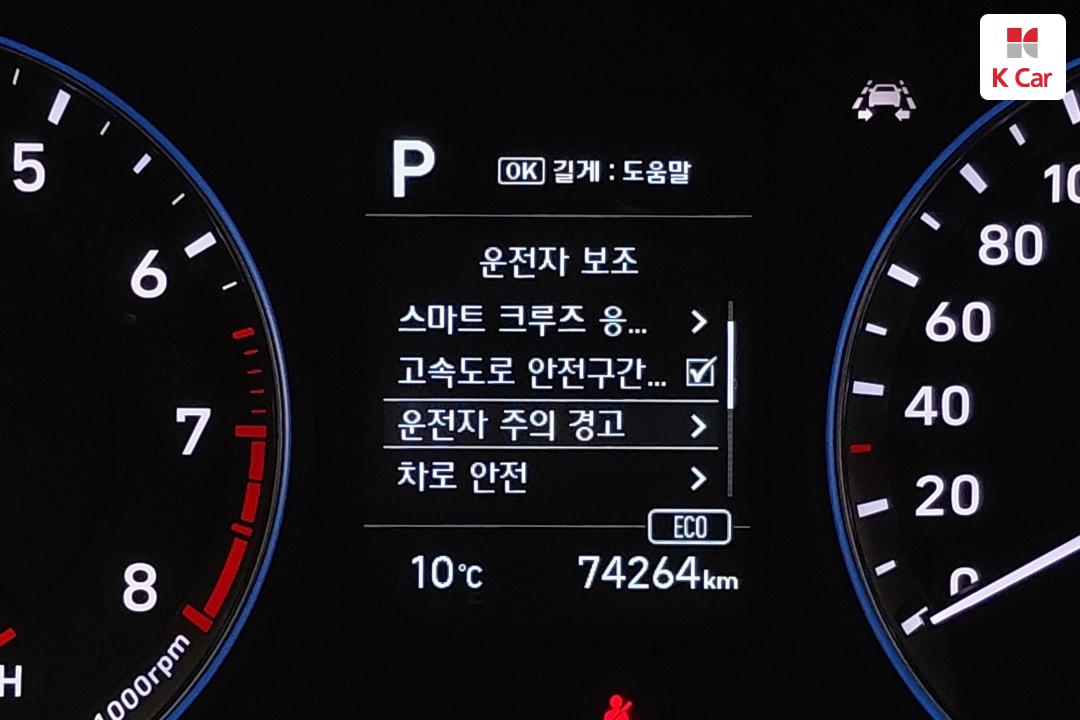 K Car
P
OK 길게 : 도움말
운전자 보조
스마트 크루즈 응...
고속도로 안전구간...
운전자 주의 경고
차로 안전
ECO
10℃ 74264km
5
6
7
8
1000rpm
H
80
60
40
20
0